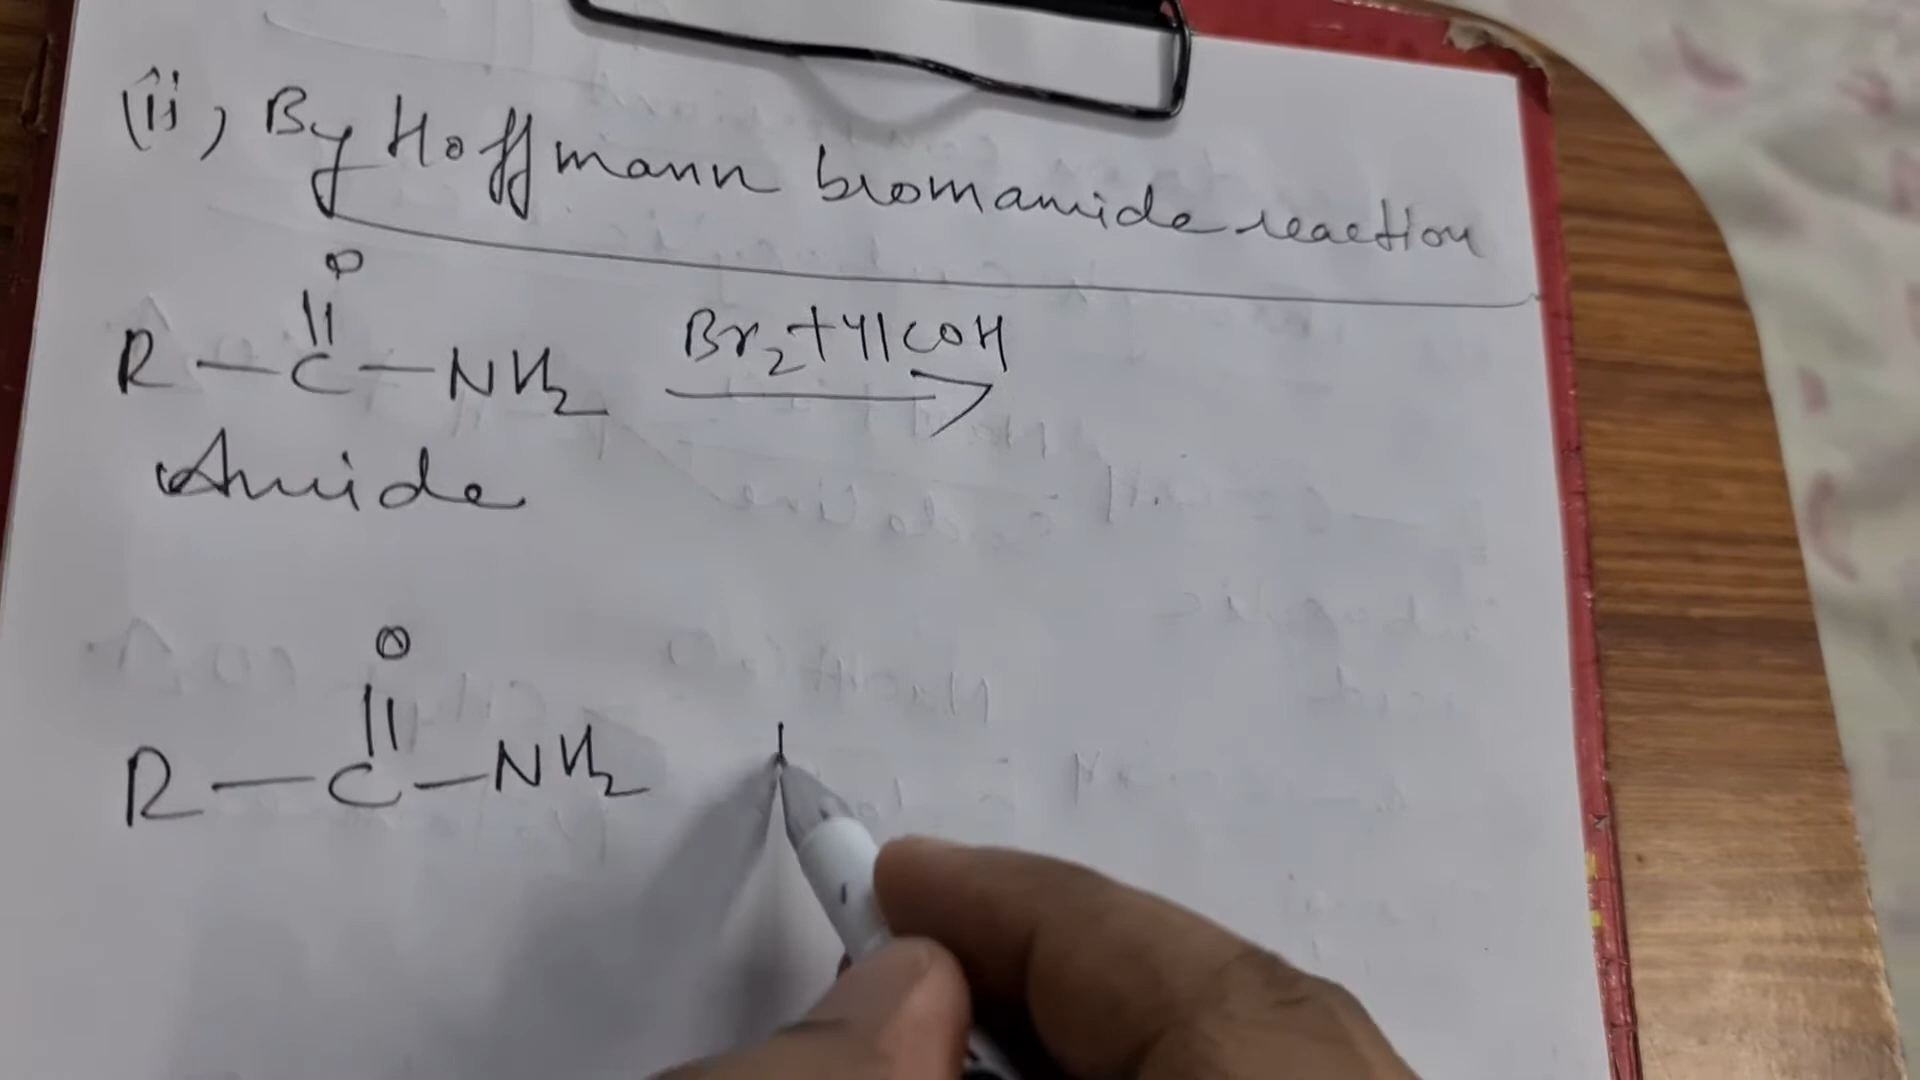 (ii), By Hoffmann bromamide reaction
O
||
R — C — NH2 Br2 + 4KOH →
Amide
O
||
R — C — NH2